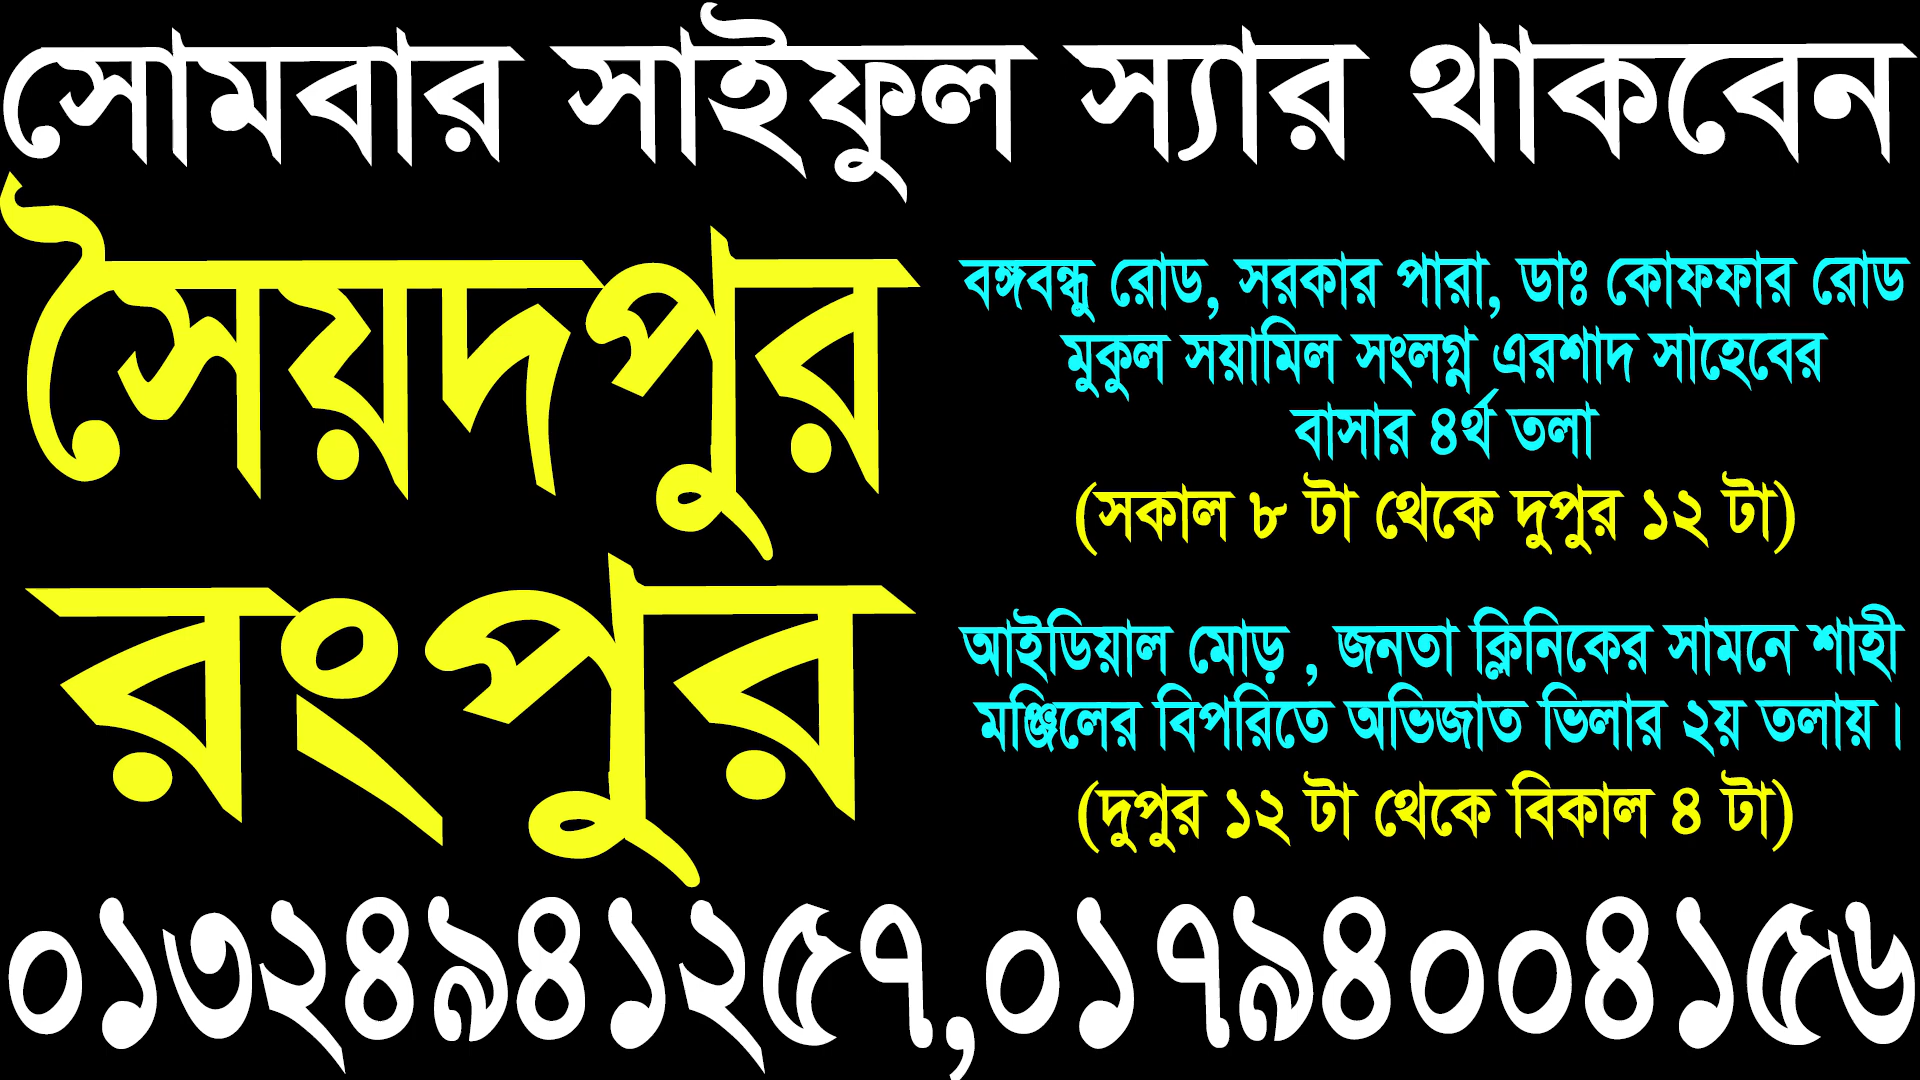 সোমবার সাইফুল স্যার থাকবেন
সৈয়দপুর
বঙ্গবন্ধু রোড, সরকার পারা, ডাঃ কোফফার রোড
মুকুল সয়ামিল সংলগ্ন এরশাদ সাহেবের
বাসার ৪র্থ তলা
(সকাল ৮ টা থেকে দুপুর ১২ টা)
রংপুর
আইডিয়াল মোড় , জনতা ক্লিনিকের সামনে শাহী
মঞ্জিলের বিপরিতে অভিজাত ভিলার ২য় তলায়।
(দুপুর ১২ টা থেকে বিকাল ৪ টা)
০১৩২৪৯৪১২৫৭,০১৭৯৪০০৪১৫৬